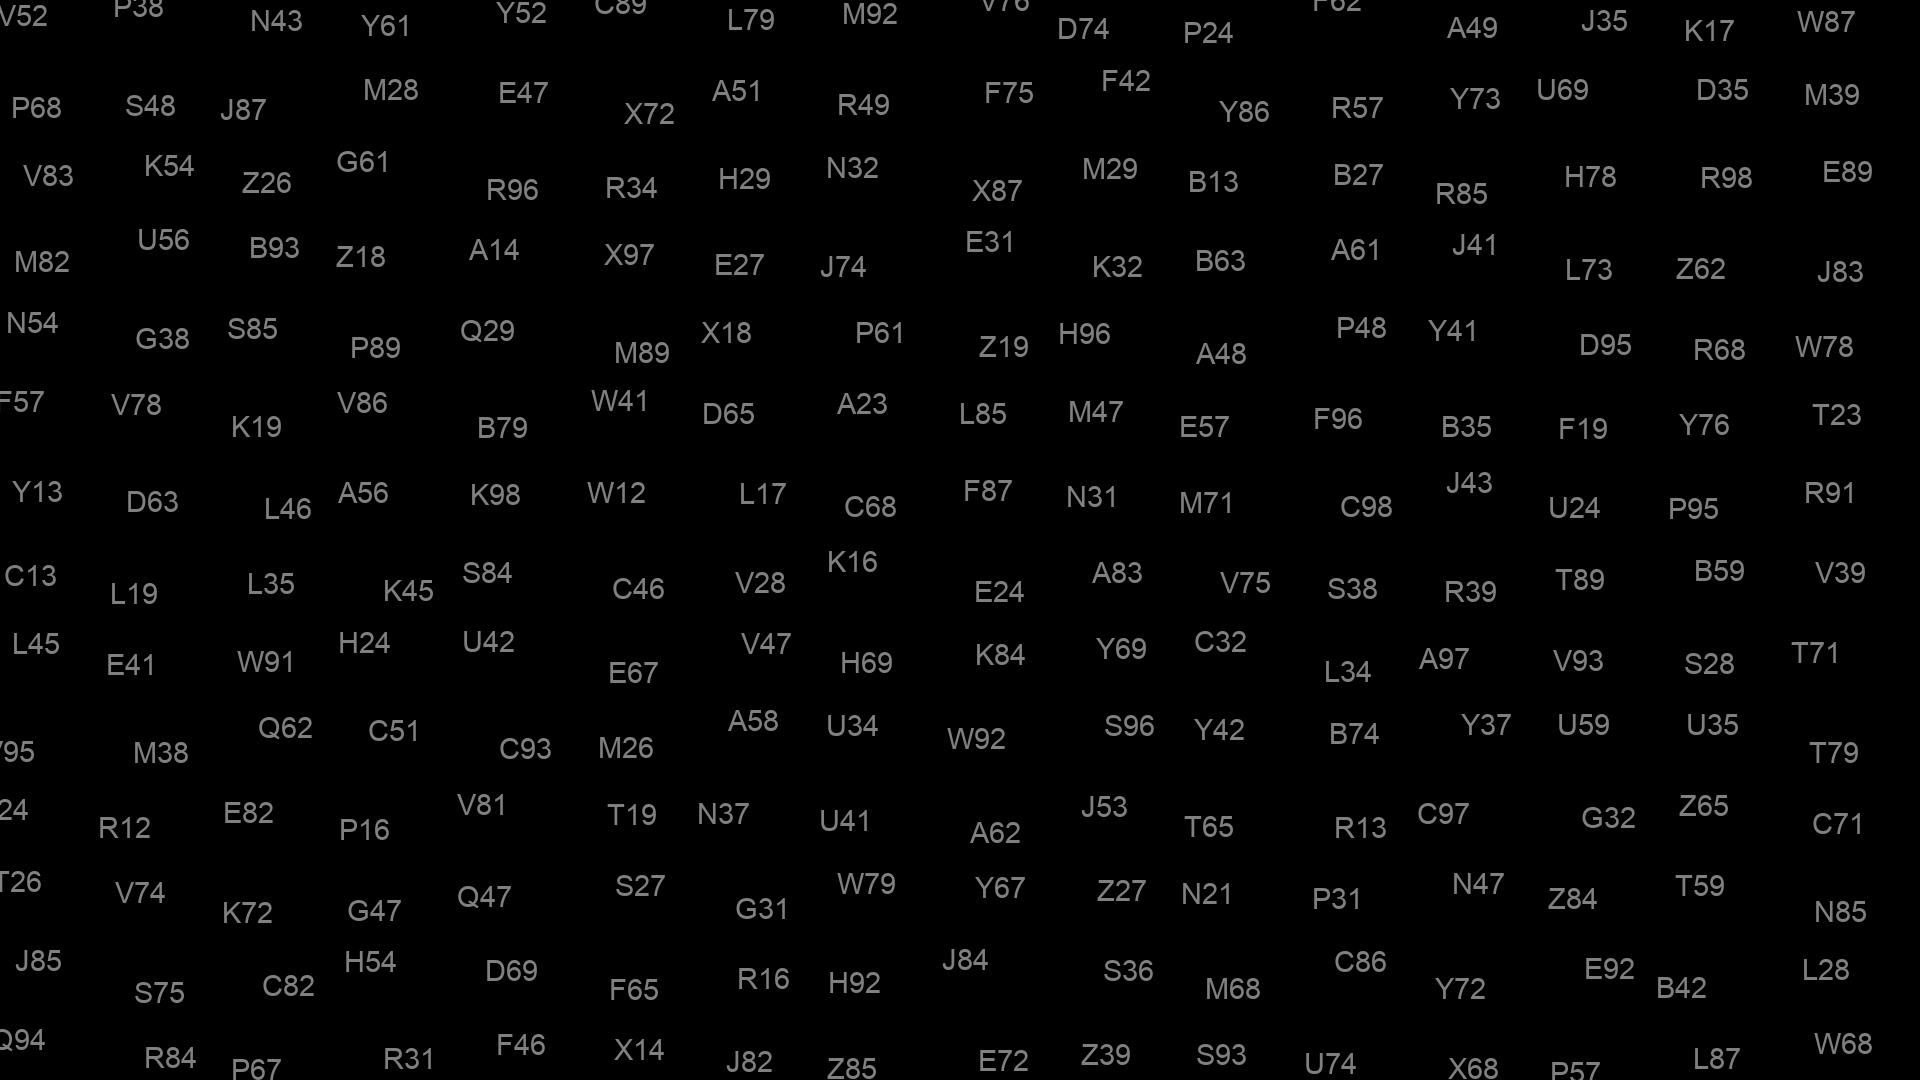 V52 P38 N43 Y61 Y52 C89 L79 M92 V76 D74 P24 F62 A49 J35 K17 W87
P68 S48 J87 M28 E47 X72 A51 R49 F75 F42 Y86 R57 Y73 U69 D35 M39
V83 K54 Z26 G61 R96 R34 H29 N32 X87 M29 B13 B27 R85 H78 R98 E89
M82 U56 B93 Z18 A14 X97 E27 J74 E31 K32 B63 A61 J41 L73 Z62 J83
N54 G38 S85 P89 Q29 M89 X18 P61 Z19 H96 A48 P48 Y41 D95 R68 W78
F57 V78 K19 V86 B79 W41 D65 A23 L85 M47 E57 F96 B35 F19 Y76 T23
Y13 D63 L46 A56 K98 W12 L17 C68 F87 N31 M71 C98 J43 U24 P95 R91
C13 L19 L35 K45 S84 C46 V28 K16 E24 A83 V75 S38 R39 T89 B59 V39
L45 E41 W91 H24 U42 E67 V47 H69 K84 Y69 C32 L34 A97 V93 S28 T71
M38 Q62 C51 C93 M26 A58 U34 W92 S96 Y42 B74 Y37 U59 U35 T79
24 R12 E82 P16 V81 T19 N37 U41 A62 J53 T65 R13 C97 G32 Z65 C71
T26 V74 K72 G47 Q47 S27 G31 W79 Y67 Z27 N21 P31 N47 Z84 T59 N85
J85 S75 C82 H54 D69 F65 R16 H92 J84 S36 M68 C86 Y72 E92 B42 L28
Q94 R84 P67 R31 F46 X14 J82 Z85 E72 Z39 S93 U74 X68 P57 L87 W68